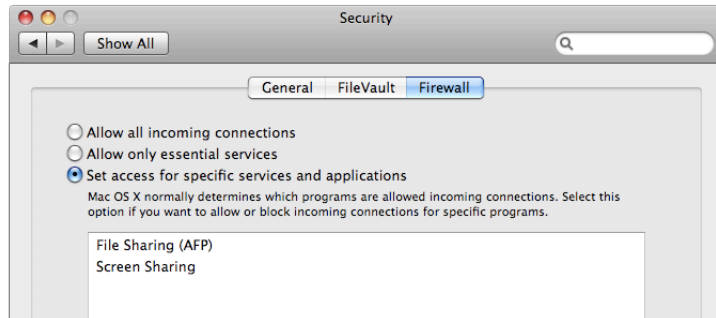 Security
Show All
General FileVault Firewall
Allow all incoming connections
Allow only essential services
Set access for specific services and applications
Mac OS X normally determines which programs are allowed incoming connections. Select this
option if you want to allow or block incoming connections for specific programs.
File Sharing (AFP)
Screen Sharing